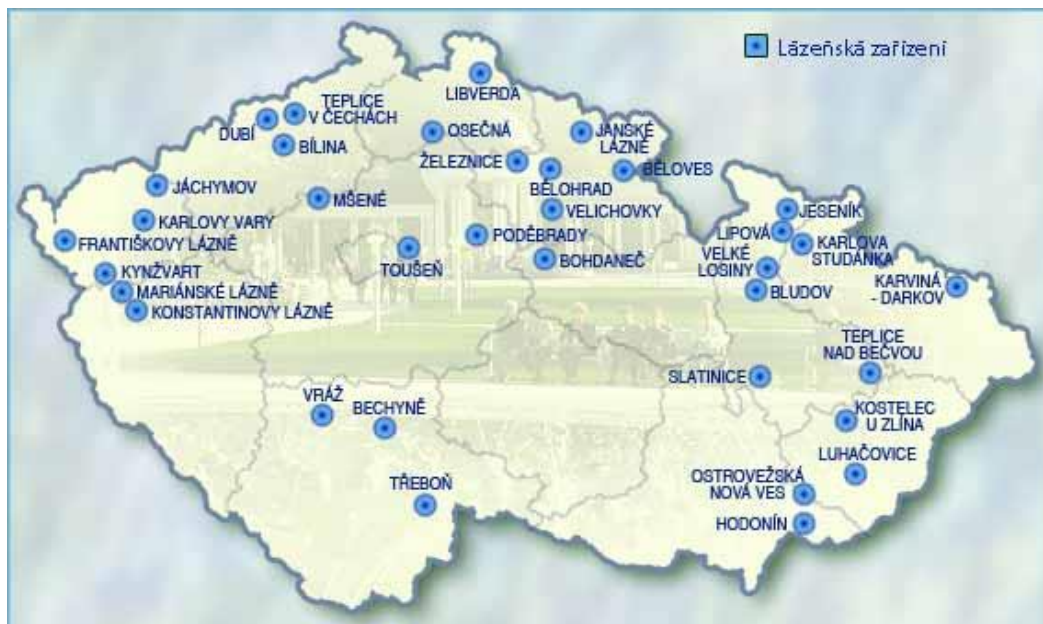 Lázeňská zařízení
LIBVERDA
TEPLICE
V ČECHÁCH
DUBÍ
BÍLINA
OSEČNÁ
JANSKÉ
LÁZNĚ
ŽELEZNICE
BĚLOVES
BĚLOHRAD
JÁCHYMOV
MŠENÉ
VELICHOVKY
JESENÍK
KARLOVY VARY
PODĚBRADY
LIPOVÁ
FRANTIŠKOVY LÁZNĚ
KARLOVA
STUDÁNKA
TOUŠEŇ
BOHDANEČ
VELKÉ
LOSINY
KYNŽVART
KARVINÁ
- DARKOV
MARIÁNSKÉ LÁZNĚ
BLUDOV
KONSTANTINOVY LÁZNĚ
TEPLICE
NAD BEČVOU
SLATINICE
VRÁŽ
BECHYNĚ
KOSTELEC
U ZLÍNA
LUHAČOVICE
TŘEBOŇ
OSTROVEŽSKÁ
NOVÁ VES
HODONÍN